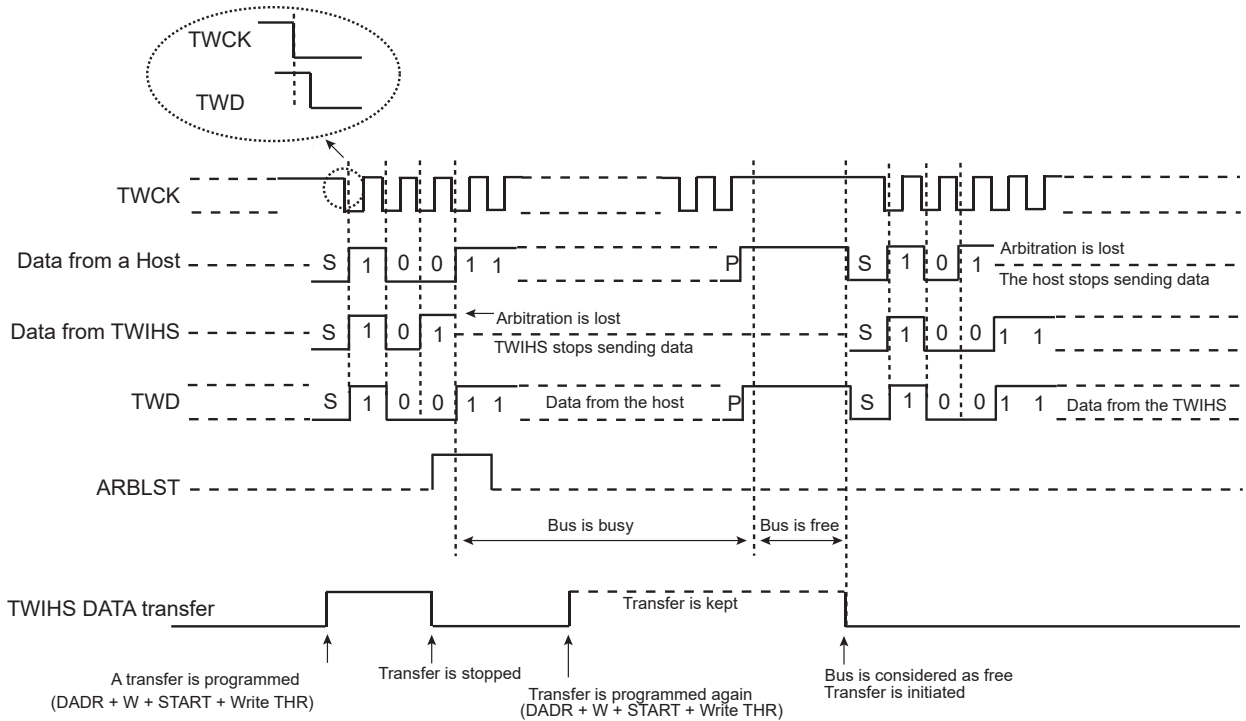 TWCK
TWD
TWCK
Data from a Host S 1 0 0 1 1 P S 1 0 1 Arbitration is lost
The host stops sending data
Data from TWIHS S 1 0 1 Arbitration is lost S 1 0 0 1 1
TWIHS stops sending data
TWD S 1 0 0 1 1 Data from the host P S 1 0 0 1 1 Data from the TWIHS
ARBLST
Bus is busy Bus is free
TWIHS DATA transfer Transfer is kept
A transfer is programmed
(DADR + W + START + Write THR)
Transfer is stopped
Transfer is programmed again
(DADR + W + START + Write THR)
Bus is considered as free
Transfer is initiated